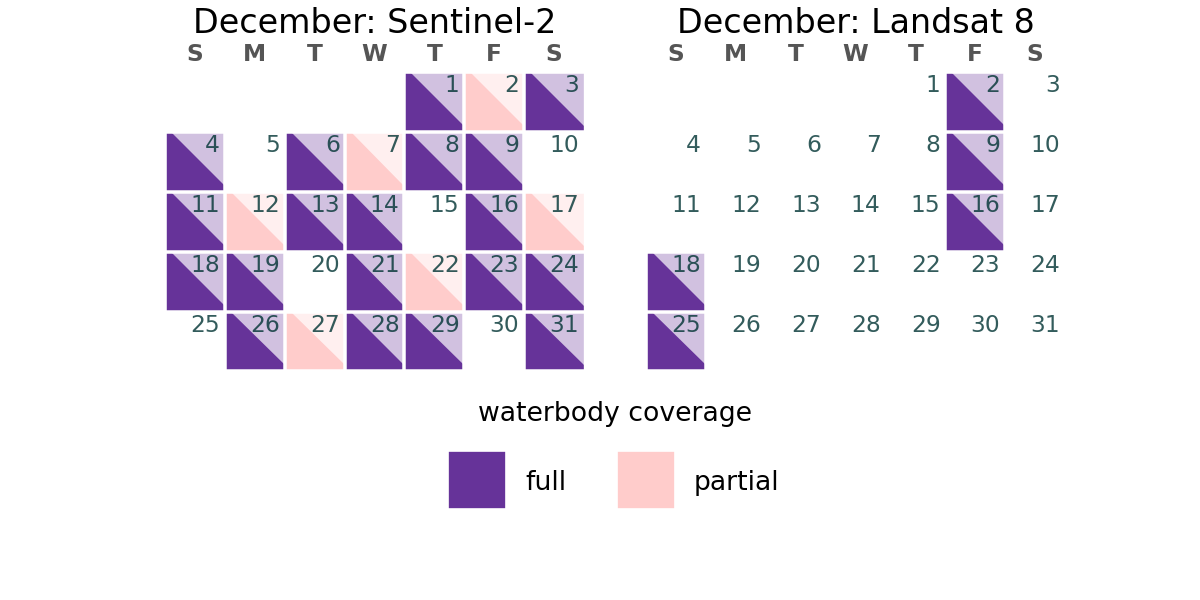 December: Sentinel-2
S M T W T F S
1 2 3
4 5 6 7 8 9 10
11 12 13 14 15 16 17
18 19 20 21 22 23 24
25 26 27 28 29 30 31
December: Landsat 8
S M T W T F S
1 2 3
4 5 6 7 8 9 10
11 12 13 14 15 16 17
18 19 20 21 22 23 24
25 26 27 28 29 30 31
waterbody coverage
full partial